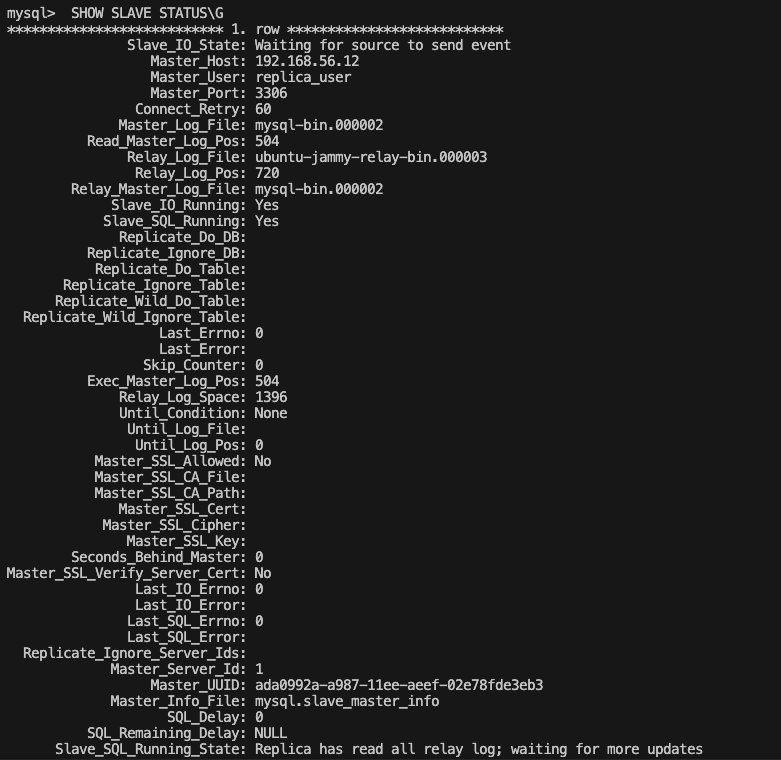 mysql>  SHOW SLAVE STATUS\G
*************************** 1. row ***************************
Slave_IO_State: Waiting for source to send event
Master_Host: 192.168.56.12
Master_User: replica_user
Master_Port: 3306
Connect_Retry: 60
Master_Log_File: mysql-bin.000002
Read_Master_Log_Pos: 504
Relay_Log_File: ubuntu-jammy-relay-bin.000003
Relay_Log_Pos: 720
Relay_Master_Log_File: mysql-bin.000002
Slave_IO_Running: Yes
Slave_SQL_Running: Yes
Replicate_Do_DB:
Replicate_Ignore_DB:
Replicate_Do_Table:
Replicate_Ignore_Table:
Replicate_Wild_Do_Table:
Replicate_Wild_Ignore_Table:
Last_Errno: 0
Last_Error:
Skip_Counter: 0
Exec_Master_Log_Pos: 504
Relay_Log_Space: 1396
Until_Condition: None
Until_Log_File:
Until_Log_Pos: 0
Master_SSL_Allowed: No
Master_SSL_CA_File:
Master_SSL_CA_Path:
Master_SSL_Cert:
Master_SSL_Cipher:
Master_SSL_Key:
Seconds_Behind_Master: 0
Master_SSL_Verify_Server_Cert: No
Last_IO_Errno: 0
Last_IO_Error:
Last_SQL_Errno: 0
Last_SQL_Error:
Replicate_Ignore_Server_Ids:
Master_Server_Id: 1
Master_UUID: ada0992a-a987-11ee-aeef-02e78fde3eb3
Master_Info_File: mysql.slave_master_info
SQL_Delay: 0
SQL_Remaining_Delay: NULL
Slave_SQL_Running_State: Replica has read all relay log; waiting for more updates